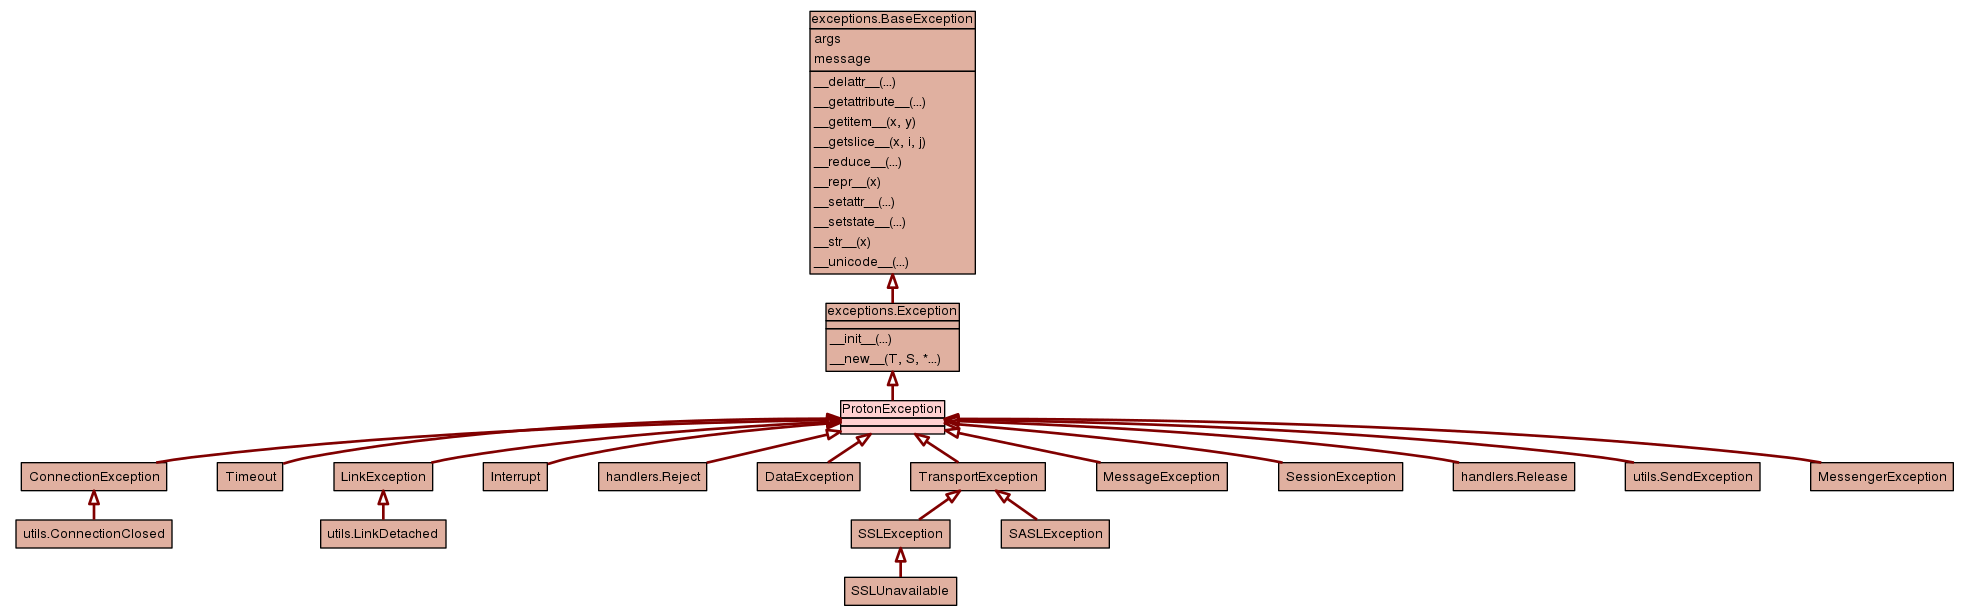 exceptions.BaseException
args
message
__delattr__(...)
__getattribute__(...)
__getitem__(x, y)
__getslice__(x, i, j)
__reduce__(...)
__repr__(x)
__setattr__(...)
__setstate__(...)
__str__(x)
__unicode__(...)
exceptions.Exception
__init__(...)
__new__(T, S, *...)
ProtonException
ConnectionException
Timeout
LinkException
Interrupt
handlers.Reject
DataException
TransportException
MessageException
SessionException
handlers.Release
utils.SendException
MessengerException
utils.ConnectionClosed
utils.LinkDetached
SSLException
SASLException
SSLUnavailable